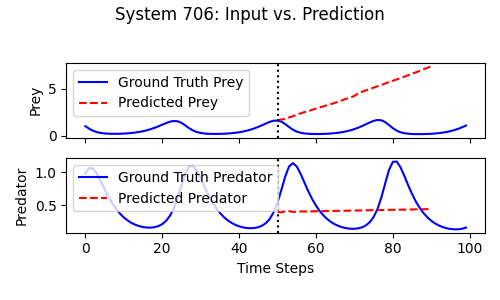 System 706: Input vs. Prediction
Prey
5
0
Ground Truth Prey
Predicted Prey
Predator
1.0
0.5
Ground Truth Predator
Predicted Predator
0
20
40
60
80
100
Time Steps